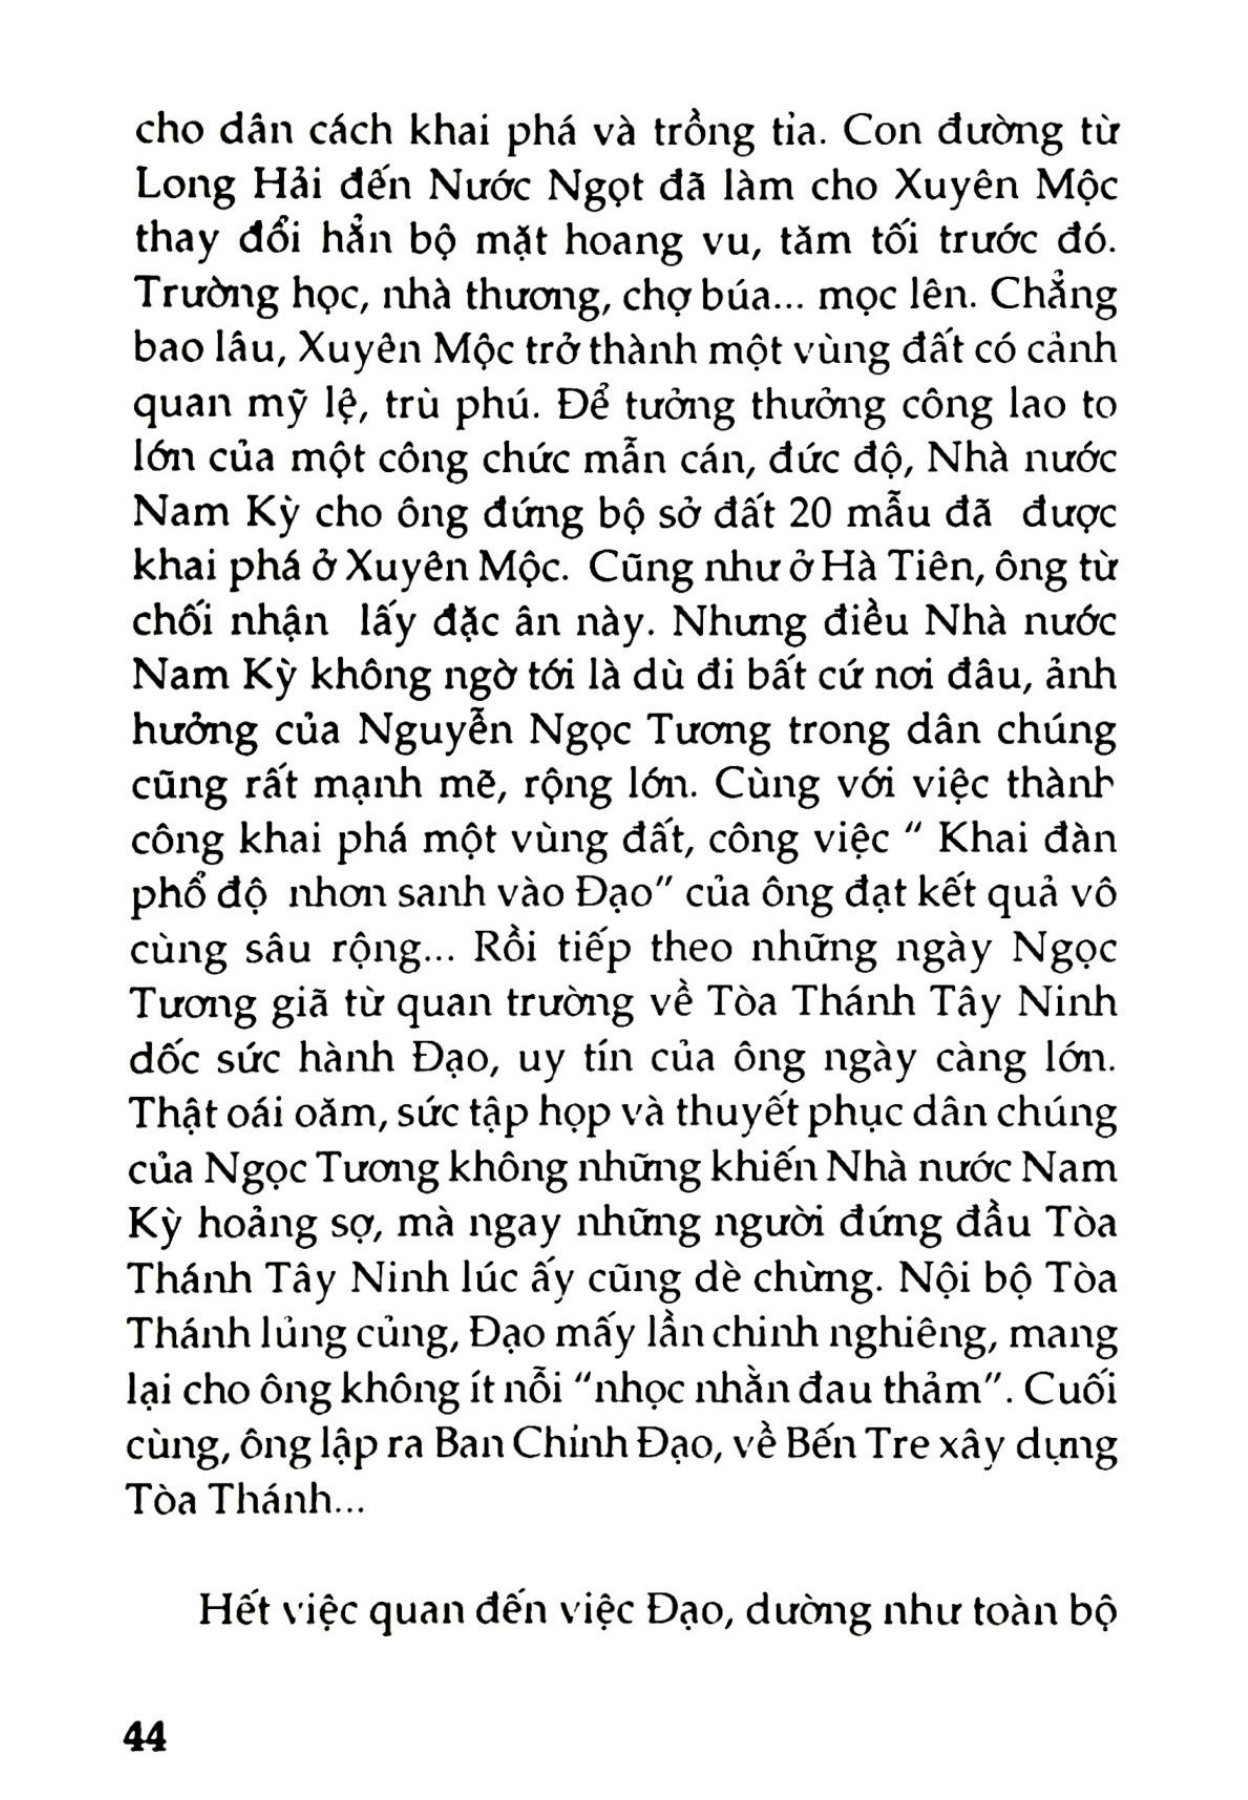 cho dân cách khai phá và trồng tỉa. Con đường từ
Long Hải đến Nước Ngọt đã làm cho Xuyên Mộc
thay đổi hẳn bộ mặt hoang vu, tăm tối trước đó.
Trường học, nhà thương, chợ búa... mọc lên. Chẳng
bao lâu, Xuyên Mộc trở thành một vùng đất có cảnh
quan mỹ lệ, trù phú. Để tưởng thưởng công lao to
lớn của một công chức mẫn cán, đức độ, Nhà nước
Nam Kỳ cho ông đứng bộ sở đất 20 mẫu đã được
khai phá ở Xuyên Mộc. Cũng như ở Hà Tiên, ông từ
chối nhận lấy đặc ân này. Nhưng điều Nhà nước
Nam Kỳ không ngờ tới là dù đi bất cứ nơi đâu, ảnh
hưởng của Nguyễn Ngọc Tương trong dân chúng
cũng rất mạnh mẽ, rộng lớn. Cùng với việc thành
công khai phá một vùng đất, công việc " Khai đàn
phổ độ nhơn sanh vào Đạo" của ông đạt kết quả vô
cùng sâu rộng... Rồi tiếp theo những ngày Ngọc
Tương giã từ quan trường về Tòa Thánh Tây Ninh
dốc sức hành Đạo, uy tín của ông ngày càng lớn.
Thật oái oăm, sức tập họp và thuyết phục dân chúng
của Ngọc Tương không những khiến Nhà nước Nam
Kỳ hoảng sợ, mà ngay những người đứng đầu Tòa
Thánh Tây Ninh lúc ấy cũng dè chừng. Nội bộ Tòa
Thánh lủng củng, Đạo mấy lần chinh nghiêng, mang
lại cho ông không ít nỗi "nhọc nhằn đau thảm". Cuối
cùng, ông lập ra Ban Chỉnh Đạo, về Bến Tre xây dựng
Tòa Thánh...
Hết việc quan đến việc Đạo, dường như toàn bộ
44